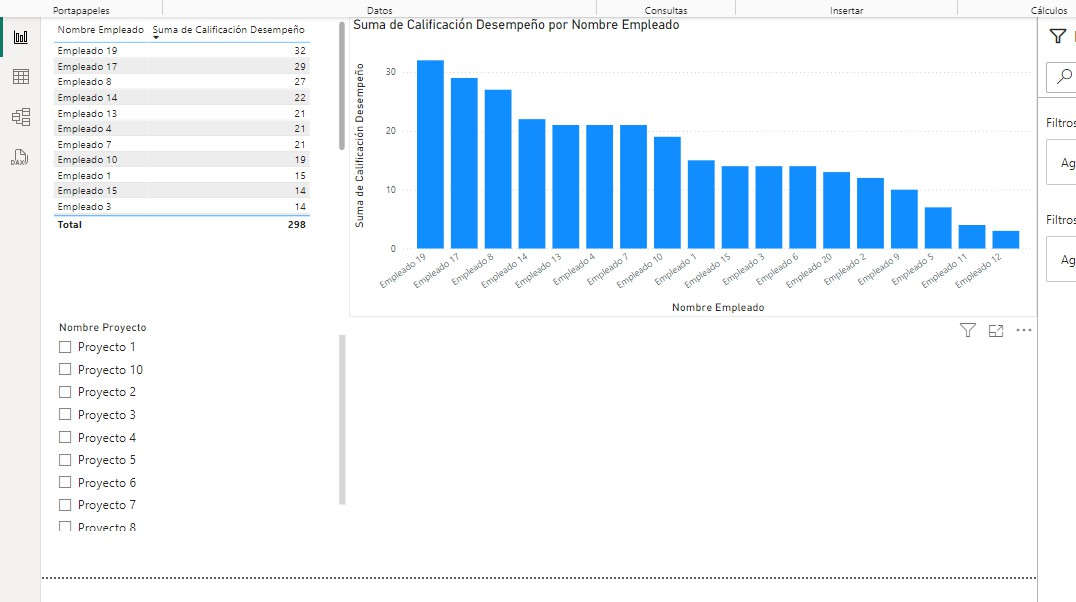 Portapapeles Datos Consultas Insertar Cálculos
Nombre Empleado Suma de Calificación Desempeño
Empleado 19 32
Empleado 17 29
Empleado 8 27
Empleado 14 22
Empleado 13 21
Empleado 4 21
Empleado 7 21
Empleado 10 19
Empleado 1 15
Empleado 15 14
Empleado 3 14
Total 298
Suma de Calificación Desempeño por Nombre Empleado
Suma de Calificación Desempeño
30
20
10
0
Empleado 19
Empleado 17
Empleado 8
Empleado 14
Empleado 13
Empleado 4
Empleado 7
Empleado 10
Empleado 1
Empleado 15
Empleado 3
Empleado 6
Empleado 20
Empleado 2
Empleado 9
Empleado 5
Empleado 11
Empleado 12
Nombre Empleado
Nombre Proyecto
Proyecto 1
Proyecto 10
Proyecto 2
Proyecto 3
Proyecto 4
Proyecto 5
Proyecto 6
Proyecto 7
Proyecto 8
DAX
Filtros
Ag
Filtros
Ag